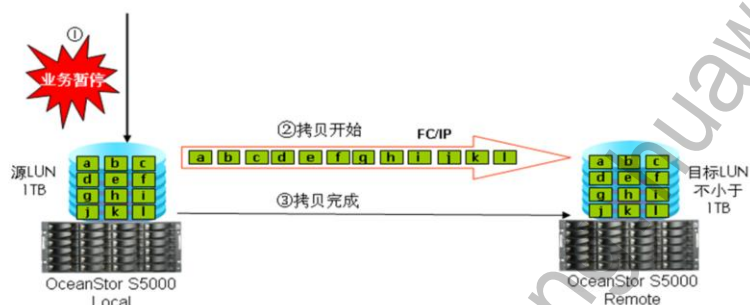 ①
业务暂停
②拷贝开始
FC/IP
a b c d e f g h i j k l
源LUN
1TB
a b c
d e f
g h i
j k l
③拷贝完成
a b c
d e f
g h i
j k l
目标LUN
不小于
1TB
OceanStor S5000
Local
OceanStor S5000
Remote